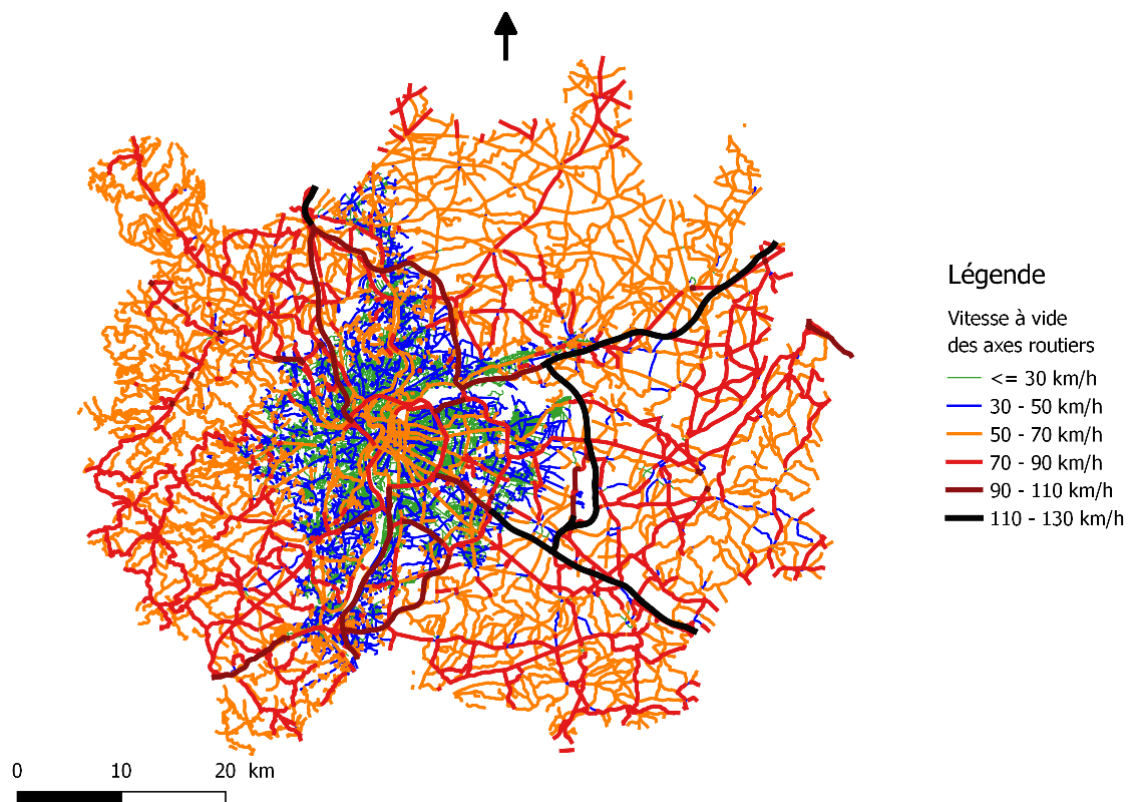 Légende
Vitesse à vide
des axes routiers
<= 30 km/h
30 - 50 km/h
50 - 70 km/h
70 - 90 km/h
90 - 110 km/h
110 - 130 km/h
0 10 20 km